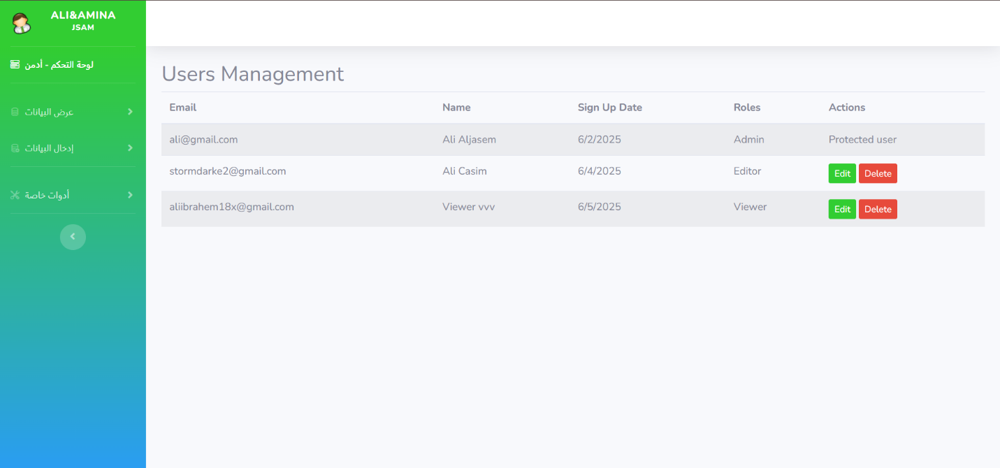 ALI&AMINA
JSAM
لوحة التحكم - أدمن
عرض البيانات
إدخال البيانات
أدوات خاصة
Users Management
Email Name Sign Up Date Roles Actions
ali@gmail.com Ali Aljasem 6/2/2025 Admin Protected user
stormdarke2@gmail.com Ali Casim 6/4/2025 Editor Edit Delete
aliibrahem18x@gmail.com Viewer vvv 6/5/2025 Viewer Edit Delete